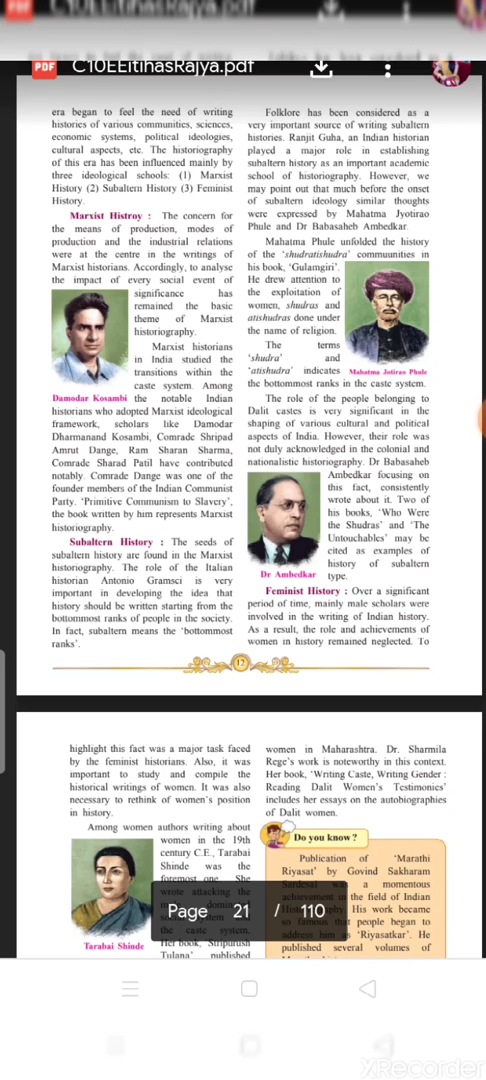 C10EEitihasRajya.pdf
PDF C10EEitihasRajya.pdf
era began to feel the need of writing
histories of various communities, sciences,
economic systems, political ideologies,
cultural aspects, etc. The historiography
of this era has been influenced mainly by
three ideological schools: (1) Marxist
History (2) Subaltern History (3) Feminist
History.
Marxist Histroy : The concern for
the means of production, modes of
production and the industrial relations
were at the centre in the writings of
Marxist historians. Accordingly, to analyse
the impact of every social event of
significance has
remained the basic
theme of Marxist
historiography.
Marxist historians
in India studied the
transitions within the
caste system. Among
Damodar Kosambi the notable Indian
historians who adopted Marxist ideological
framework, scholars like Damodar
Dharmanand Kosambi, Comrade Shripad
Amrut Dange, Ram Sharan Sharma,
Comrade Sharad Patil have contributed
notably. Comrade Dange was one of the
founder members of the Indian Communist
Party. 'Primitive Communism to Slavery',
the book written by him represents Marxist
historiography.
Subaltern History : The seeds of
subaltern history are found in the Marxist
historiography. The role of the Italian
historian Antonio Gramsci is very
important in developing the idea that
history should be written starting from the
bottommost ranks of people in the society.
In fact, subaltern means the 'bottommost
ranks'.
Folklore has been considered as a
very important source of writing subaltern
histories. Ranjit Guha, an Indian historian
played a major role in establishing
subaltern history as an important academic
school of historiography. However, we
may point out that much before the onset
of subaltern ideology similar thoughts
were expressed by Mahatma Jyotirao
Phule and Dr Babasaheb Ambedkar.
Mahatma Phule unfolded the history
of the 'shudratishudra' commuunities in
his book, 'Gulamgiri'.
He drew attention to
the exploitation of
women, shudras and
atishudras done under
the name of religion.
The terms
'shudra' and
'atishudra' indicates
Mahatma Jotirao Phule
the bottommost ranks in the caste system.
The role of the people belonging to
Dalit castes is very significant in the
shaping of various cultural and political
aspects of India. However, their role was
not duly acknowledged in the colonial and
nationalistic historiography. Dr Babasaheb
Ambedkar focusing on
this fact, consistently
wrote about it. Two of
his books, 'Who Were
the Shudras' and 'The
Untouchables' may be
cited as examples of
history of subaltern
Dr Ambedkar type.
Feminist History : Over a significant
period of time, mainly male scholars were
involved in the writing of Indian history.
As a result, the role and achievements of
women in history remained neglected. To
12
highlight this fact was a major task faced
by the feminist historians. Also, it was
important to study and compile the
historical writings of women. It was also
necessary to rethink of women's position
in history.
Among women authors writing about
women in the 19th
century C.E., Tarabai
Shinde was the
foremost one. She
wrote attacking the
the caste system.
Tarabai Shinde
Her book, 'Stripurush
Tulana' published
women in Maharashtra. Dr. Sharmila
Rege's work is noteworthy in this context.
Her book, 'Writing Caste, Writing Gender :
Reading Dalit Women's Testimonies'
includes her essays on the autobiographies
of Dalit women.
Do you know?
Publication of 'Marathi
Riyasat' by Govind Sakharam
Sardesai was a momentous
achievement in the field of Indian
His work became
so famous that people began to
address him as 'Riyasatkar'. He
published several volumes of
Page 21 / 110
XRecorder